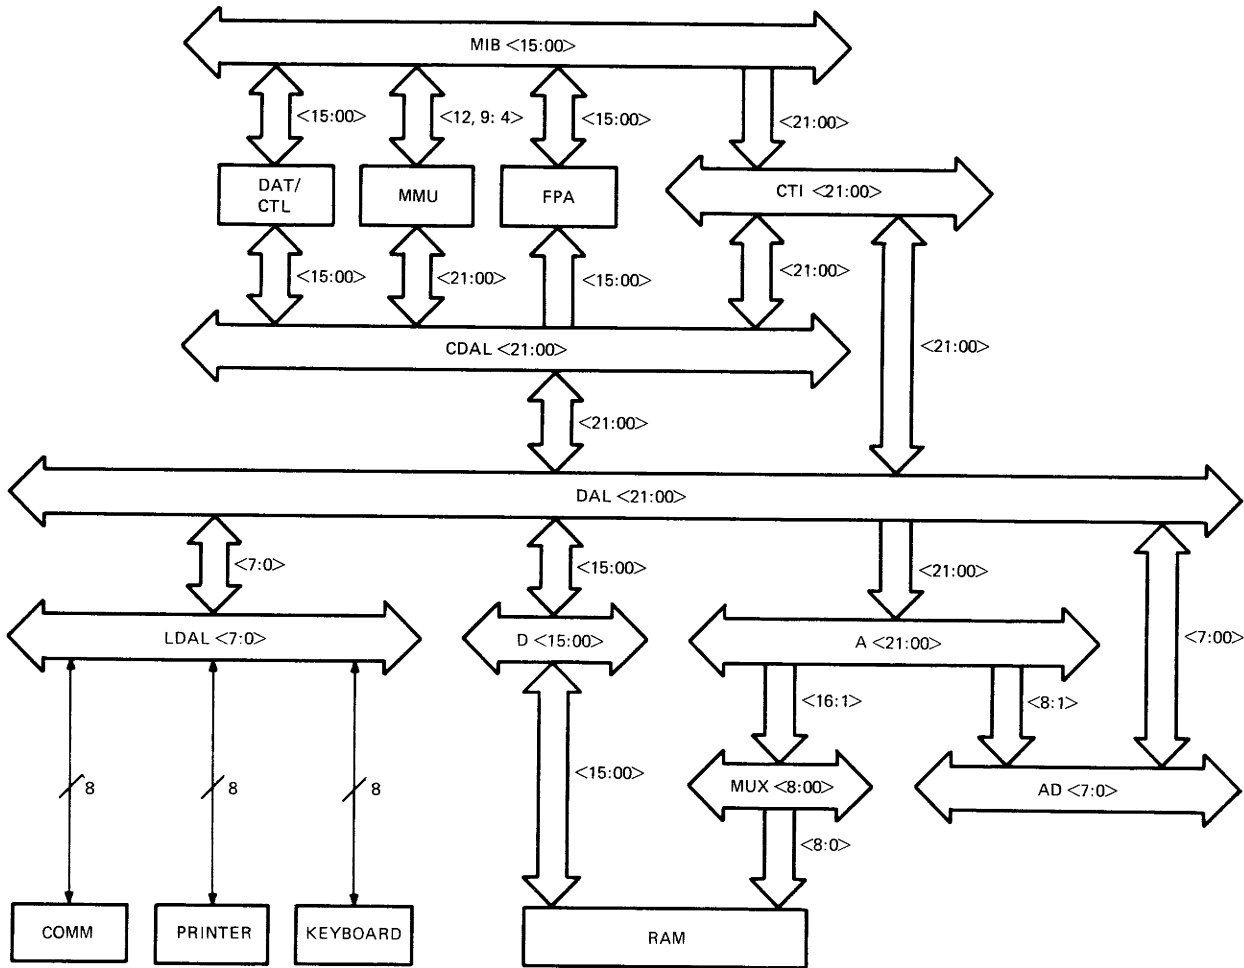 MIB <15:00>
<15:00>
<12, 9: 4>
<15:00>
<21:00>
DAT/
CTL
MMU
FPA
CTI <21:00>
<15:00>
<21:00>
<15:00>
<21:00>
CDAL <21:00>
<21:00>
<21:00>
DAL <21:00>
<7:0>
<15:00>
<21:00>
LDAL <7:0>
D <15:00>
A <21:00>
<7:00>
<16:1>
<8:1>
<15:00>
MUX <8:00>
AD <7:0>
8
8
8
<8:0>
COMM
PRINTER
KEYBOARD
RAM